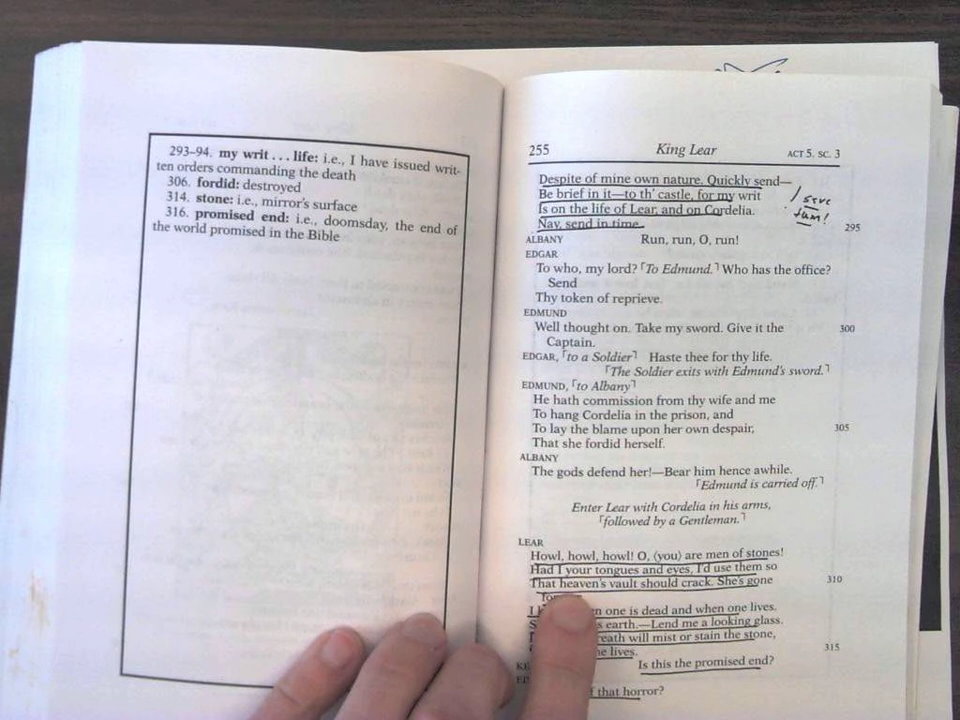 293–94. my writ . . . life: i.e., I have issued writ-
ten orders commanding the death
306. fordid: destroyed
314. stone: i.e., mirror's surface
316. promised end: i.e., doomsday, the end of
the world promised in the Bible
255 King Lear ACT 5. SC. 3
Despite of mine own nature. Quickly send—
Be brief in it—to th' castle, for my writ
Is on the life of Lear, and on Cordelia.
Nay, send in time. 295
ALBANY Run, run, O, run!
EDGAR
To who, my lord? ⌜To Edmund.⌝ Who has the office?
Send
Thy token of reprieve.
EDMUND
Well thought on. Take my sword. Give it the 300
Captain.
EDGAR, ⌜to a Soldier⌝ Haste thee for thy life.
⌜The Soldier exits with Edmund's sword.⌝
EDMUND, ⌜to Albany⌝
He hath commission from thy wife and me
To hang Cordelia in the prison, and
To lay the blame upon her own despair, 305
That she fordid herself.
ALBANY
The gods defend her!—Bear him hence awhile.
⌜Edmund is carried off.⌝
Enter Lear with Cordelia in his arms,
⌜followed by a Gentleman.⌝
LEAR
Howl, howl, howl! O, ⟨you⟩ are men of stones!
Had I your tongues and eyes, I'd use them so
That heaven's vault should crack. She's gone 310
one is dead and when one lives.
earth.—Lend me a looking glass.
will mist or stain the stone,
lives. 315
Is this the promised end?
that horror?